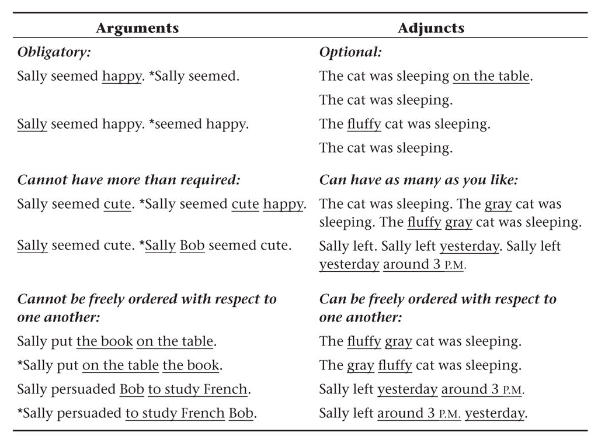 Arguments Adjuncts
Obligatory: Optional:
Sally seemed happy. *Sally seemed. The cat was sleeping on the table.
The cat was sleeping.
Sally seemed happy. *seemed happy. The fluffy cat was sleeping.
The cat was sleeping.
Cannot have more than required: Can have as many as you like:
Sally seemed cute. *Sally seemed cute happy. The cat was sleeping. The gray cat was
sleeping. The fluffy gray cat was sleeping.
Sally seemed cute. *Sally Bob seemed cute. Sally left. Sally left yesterday. Sally left
yesterday around 3 P.M.
Cannot be freely ordered with respect to Can be freely ordered with respect to
one another: one another:
Sally put the book on the table. The fluffy gray cat was sleeping.
*Sally put on the table the book. The gray fluffy cat was sleeping.
Sally persuaded Bob to study French. Sally left yesterday around 3 P.M.
*Sally persuaded to study French Bob. Sally left around 3 P.M. yesterday.